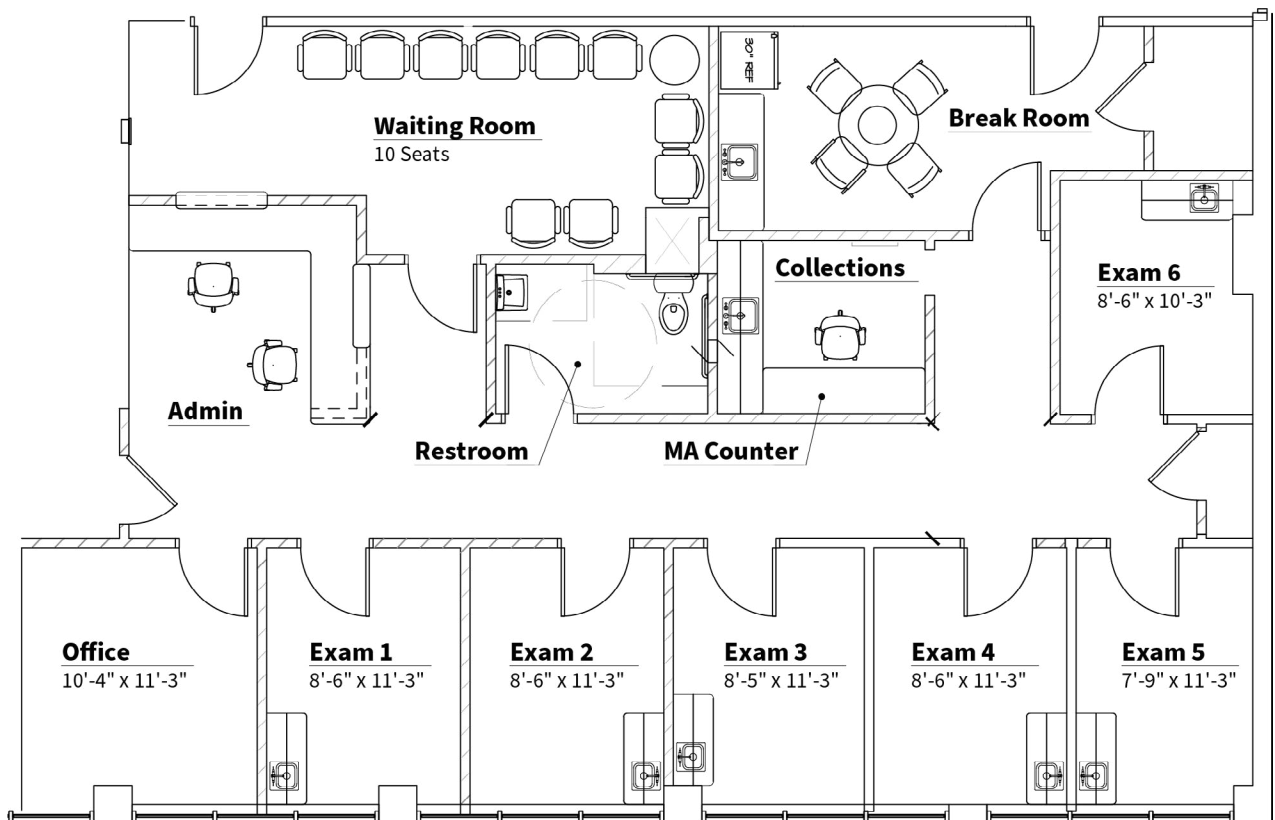 30" REF
Waiting Room
10 Seats
Break Room
Collections
Exam 6
8'-6" x 10'-3"
Admin
Restroom
MA Counter
Office
10'-4" x 11'-3"
Exam 1
8'-6" x 11'-3"
Exam 2
8'-6" x 11'-3"
Exam 3
8'-5" x 11'-3"
Exam 4
8'-6" x 11'-3"
Exam 5
7'-9" x 11'-3"